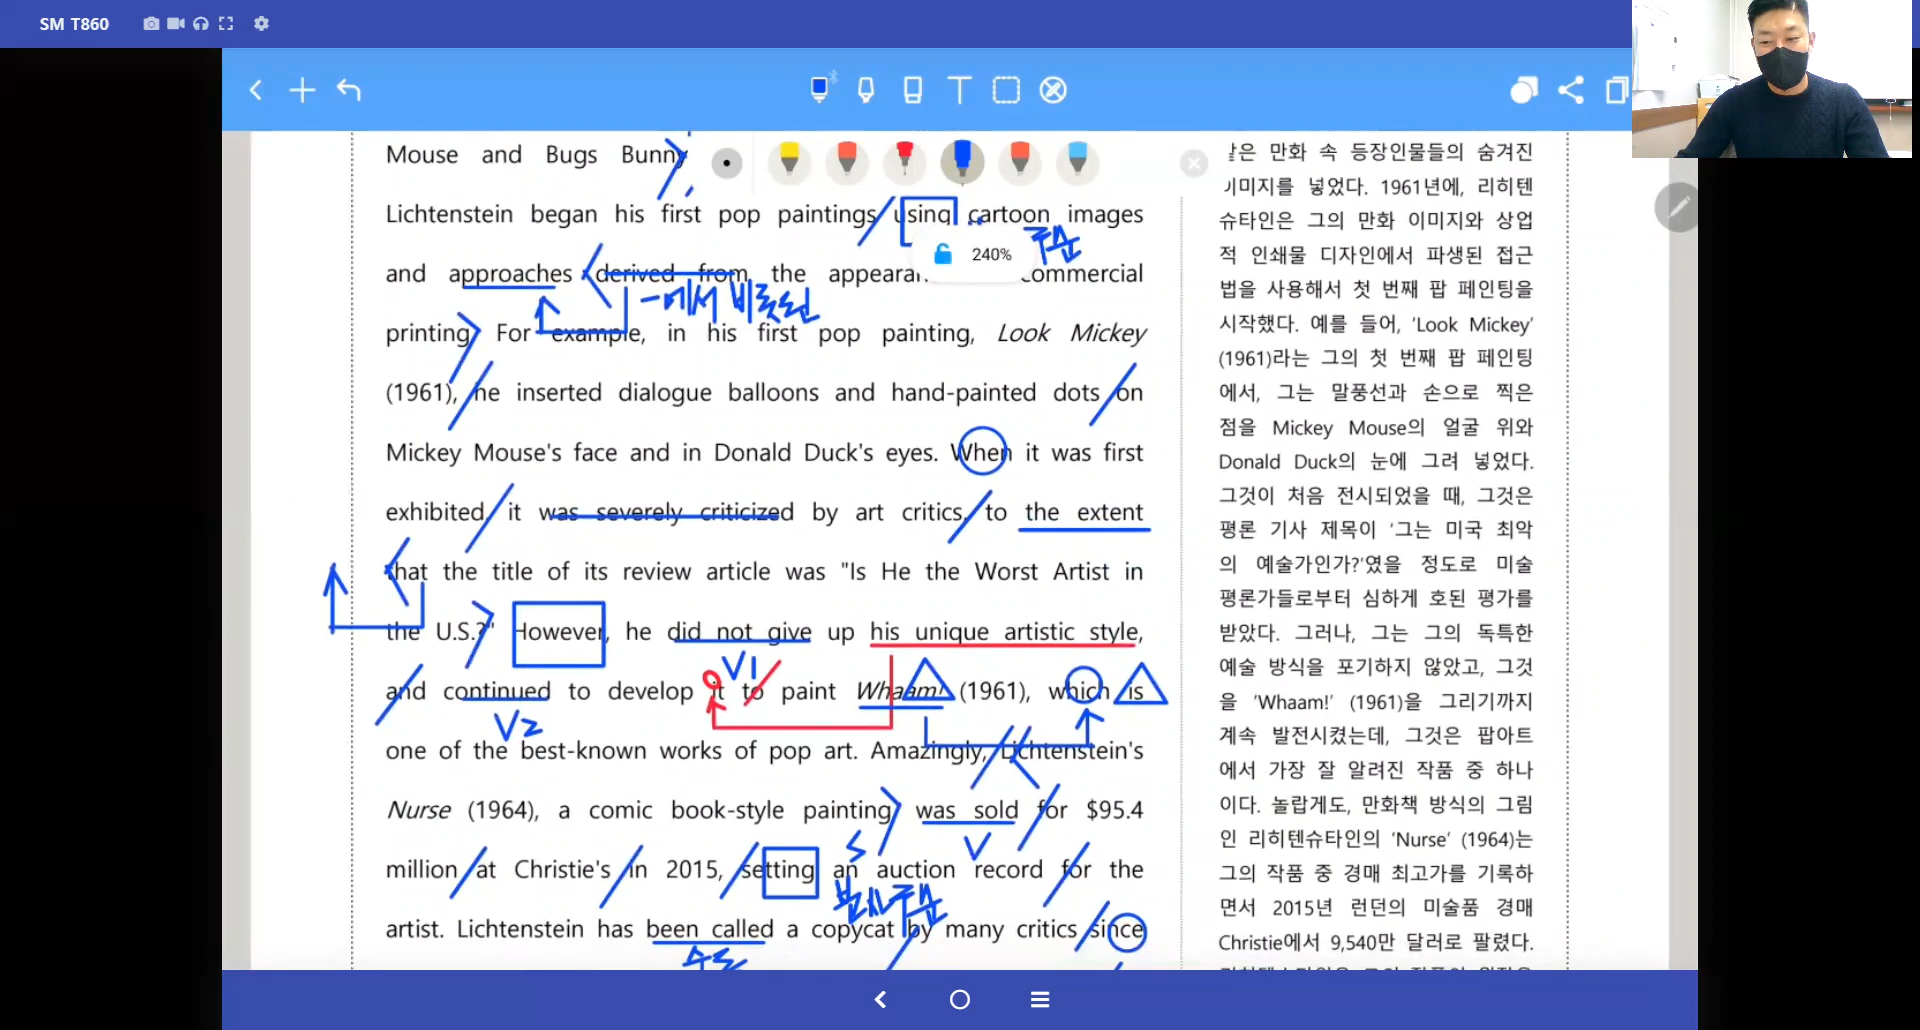 SM T860
Mouse and Bugs Bunny
Lichtenstein began his first pop paintings using cartoon images
240%
주순
and approaches derived from the commercial
-에서 비롯된
printing. For example, in his first pop painting, Look Mickey
(1961), he inserted dialogue balloons and hand-painted dots on
Mickey Mouse's face and in Donald Duck's eyes. When it was first
exhibited, it was severely criticized by art critics, to the extent
that the title of its review article was "Is He the Worst Artist in
the U.S.?" However, he did not give up his unique artistic style,
V1
and continued to develop it to paint Whaam! (1961), which is
V2
one of the best-known works of pop art. Amazingly, Lichtenstein's
Nurse (1964), a comic book-style painting, was sold for $95.4
S V
million at Christie's in 2015, setting an auction record for the
artist. Lichtenstein has been called a copycat by many critics since
수동
만화 속 등장인물들의 숨겨진
이미지를 넣었다. 1961년에, 리히텐
슈타인은 그의 만화 이미지와 상업
적 인쇄물 디자인에서 파생된 접근
법을 사용해서 첫 번째 팝 페인팅을
시작했다. 예를 들어, 'Look Mickey'
(1961)라는 그의 첫 번째 팝 페인팅
에서, 그는 말풍선과 손으로 찍은
점을 Mickey Mouse의 얼굴 위와
Donald Duck의 눈에 그려 넣었다.
그것이 처음 전시되었을 때, 그것은
평론 기사 제목이 '그는 미국 최악
의 예술가인가?'였을 정도로 미술
평론가들로부터 심하게 호된 평가를
받았다. 그러나, 그는 그의 독특한
예술 방식을 포기하지 않았고, 그것
을 'Whaam!' (1961)을 그리기까지
계속 발전시켰는데, 그것은 팝아트
에서 가장 잘 알려진 작품 중 하나
이다. 놀랍게도, 만화책 방식의 그림
인 리히텐슈타인의 'Nurse' (1964)는
그의 작품 중 경매 최고가를 기록하
면서 2015년 런던의 미술품 경매
Christie에서 9,540만 달러로 팔렸다.